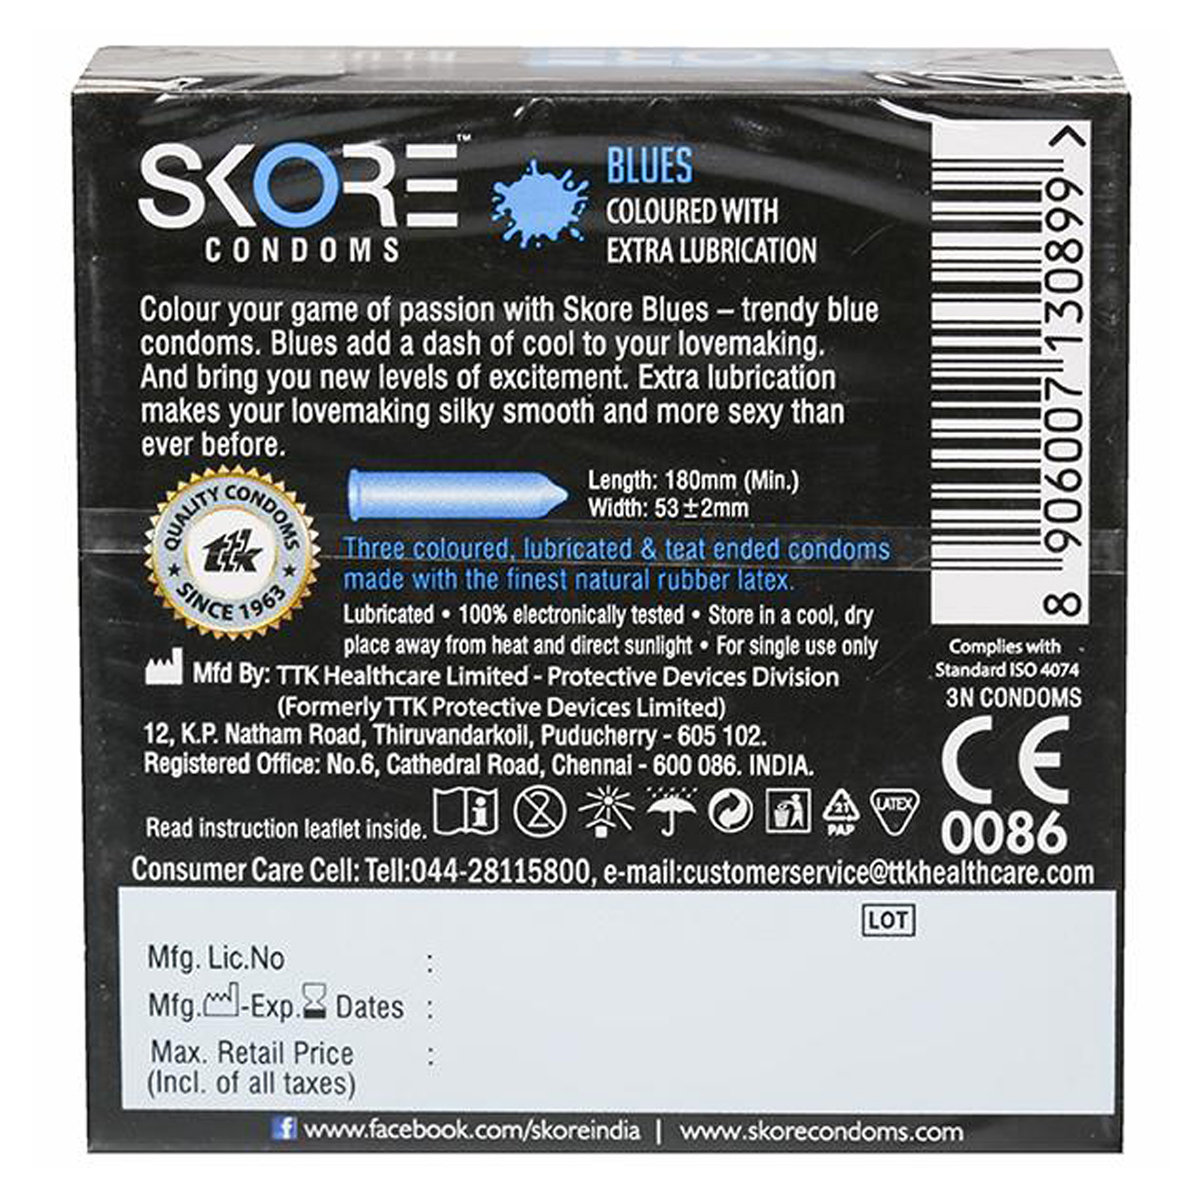 SKORE™
CONDOMS
BLUES
COLOURED WITH
EXTRA LUBRICATION
Colour your game of passion with Skore Blues – trendy blue
condoms. Blues add a dash of cool to your lovemaking.
And bring you new levels of excitement. Extra lubrication
makes your lovemaking silky smooth and more sexy than
ever before.
8 906007 130899 >
QUALITY CONDOMS
ttk
★ SINCE 1963 ★
Length: 180mm (Min.)
Width: 53±2mm
Three coloured, lubricated & teat ended condoms
made with the finest natural rubber latex.
Lubricated • 100% electronically tested • Store in a cool, dry
place away from heat and direct sunlight • For single use only
Complies with
Standard ISO 4074
3N CONDOMS
CE
0086
Mfd By: TTK Healthcare Limited - Protective Devices Division
(Formerly TTK Protective Devices Limited)
12, K.P. Natham Road, Thiruvandarkoil, Puducherry - 605 102.
Registered Office: No.6, Cathedral Road, Chennai - 600 086. INDIA.
Read instruction leaflet inside.
i
2
21
PAP
LATEX
Consumer Care Cell: Tell:044-28115800, e-mail:customerservice@ttkhealthcare.com
LOT
Mfg. Lic.No :
Mfg. -Exp. Dates :
Max. Retail Price :
(Incl. of all taxes)
f www.facebook.com/skoreindia | www.skorecondoms.com